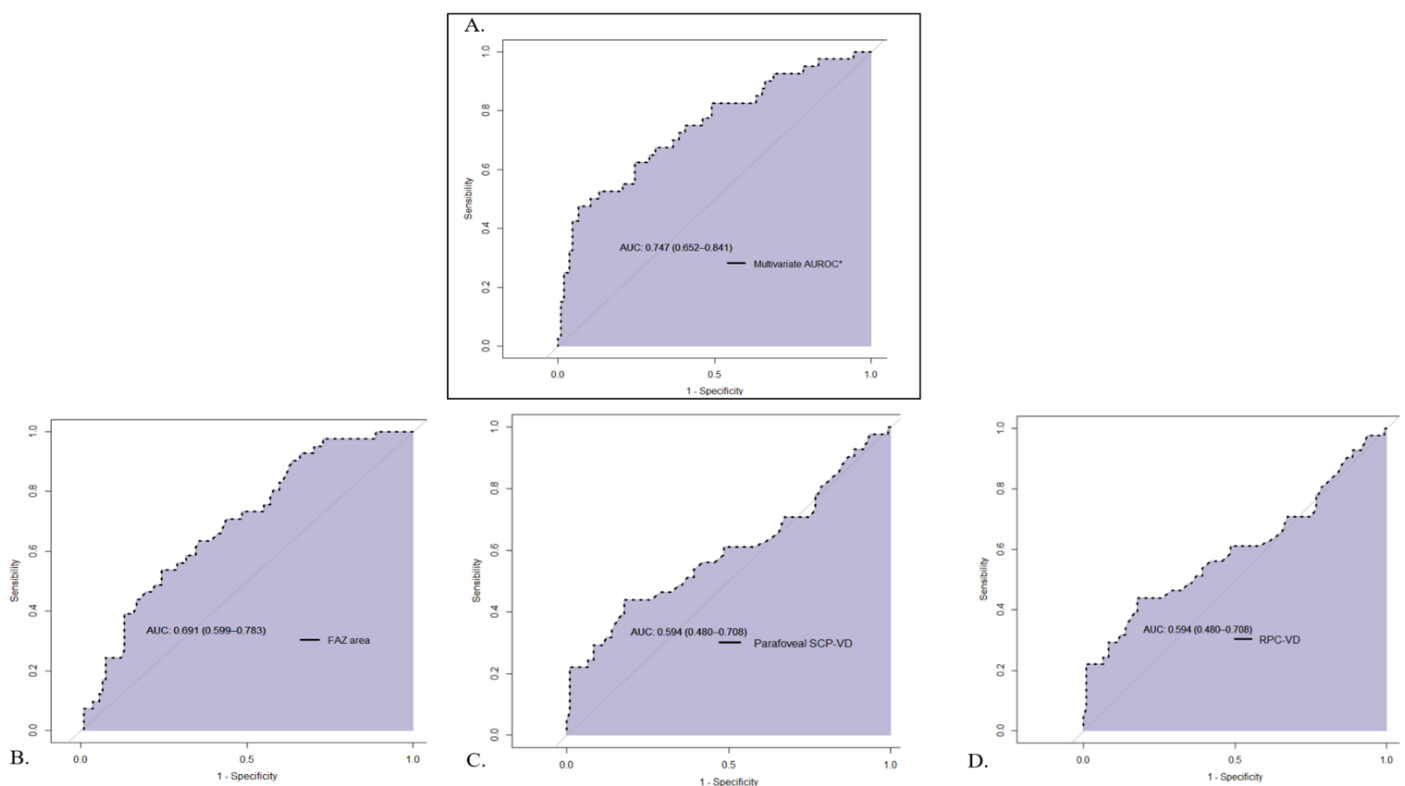 A.
1.0
0.8
0.6
0.4
0.2
0.0
Sensibility
AUC: 0.747 (0.652–0.841)
Multivariate AUROC*
0.0 0.5 1.0
1 - Specificity
1.0
0.8
0.6
0.4
0.2
0.0
Sensibility
AUC: 0.691 (0.599–0.783)
FAZ area
B.
0.0 0.5 1.0
1 - Specificity
1.0
0.8
0.6
0.4
0.2
0.0
Sensibility
AUC: 0.594 (0.480–0.708)
Parafoveal SCP-VD
C.
0.0 0.5 1.0
1 - Specificity
1.0
0.8
0.6
0.4
0.2
0.0
Sensibility
AUC: 0.594 (0.480–0.708)
RPC-VD
D.
0.0 0.5 1.0
1 - Specificity